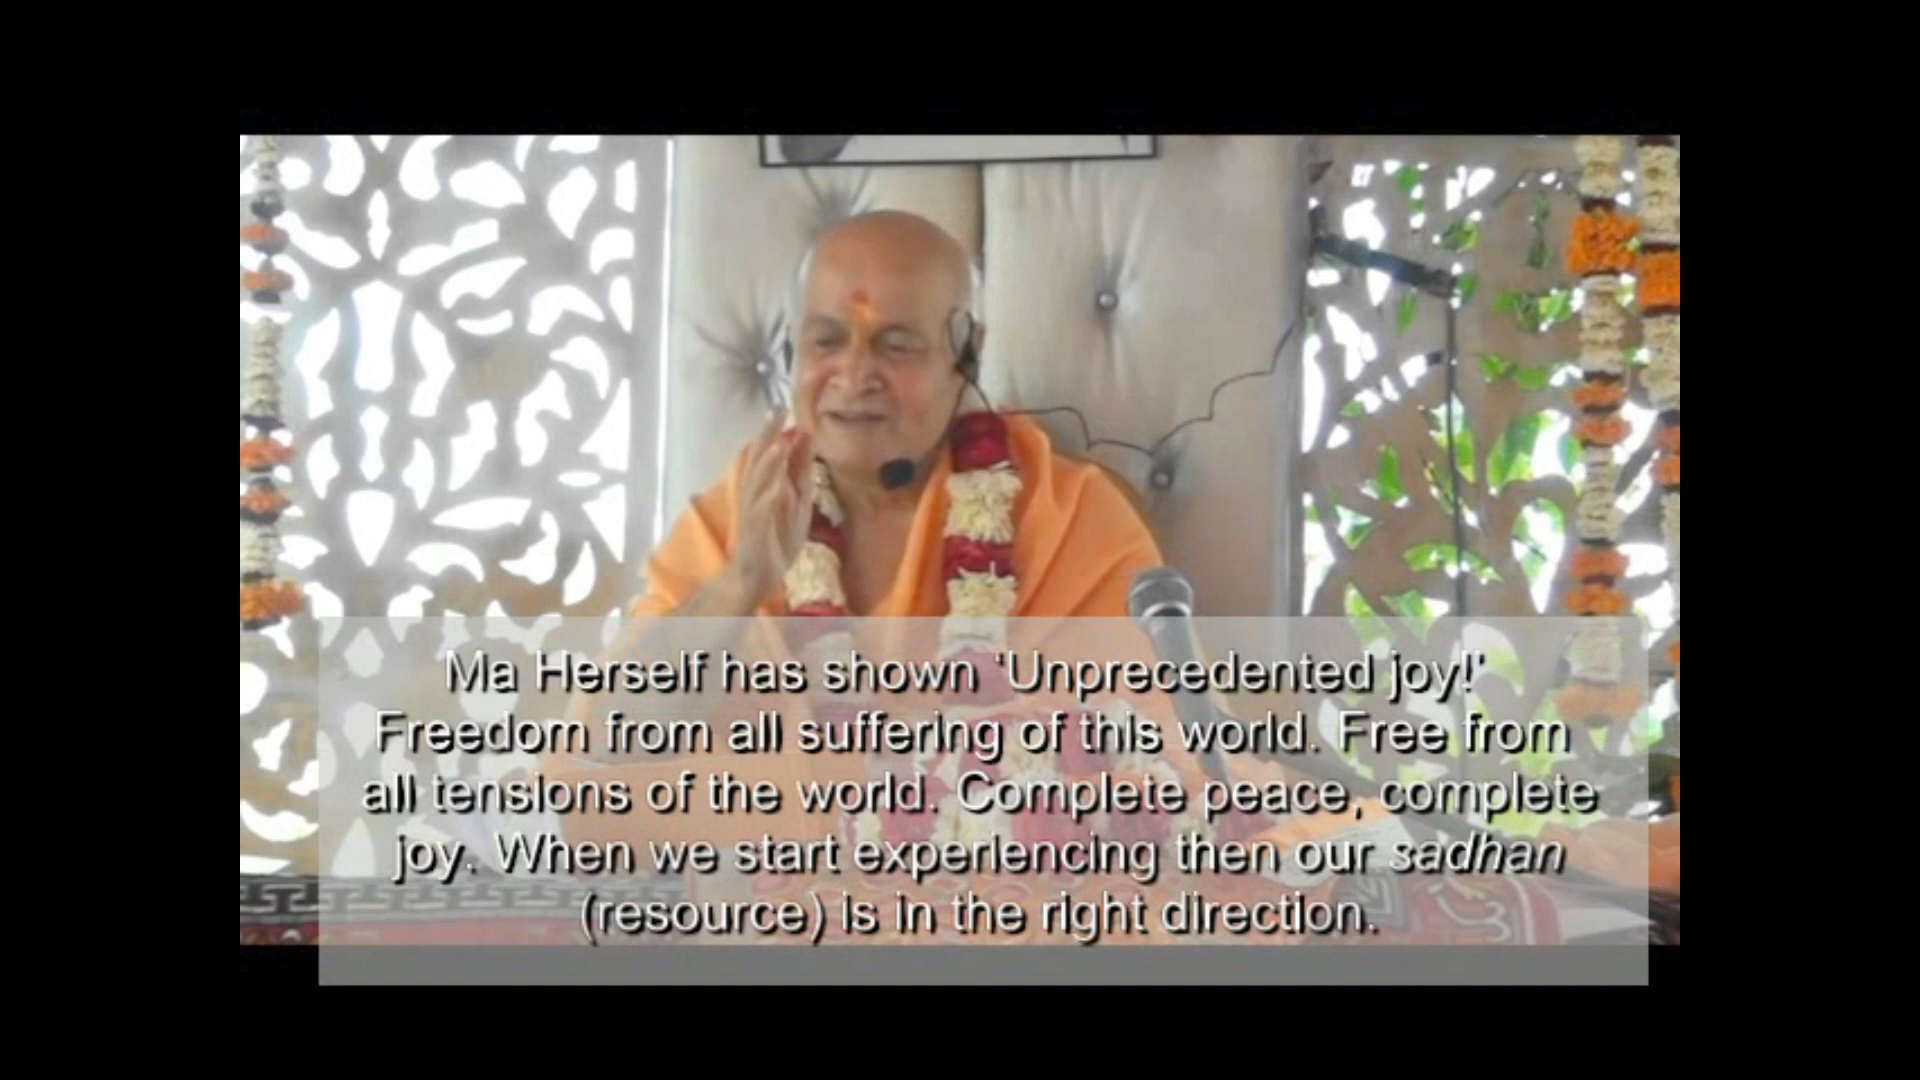 Ma Herself has shown 'Unprecedented joy!'
Freedom from all suffering of this world. Free from
all tensions of the world. Complete peace, complete
joy. When we start experiencing then our sadhan
(resource) is in the right direction.